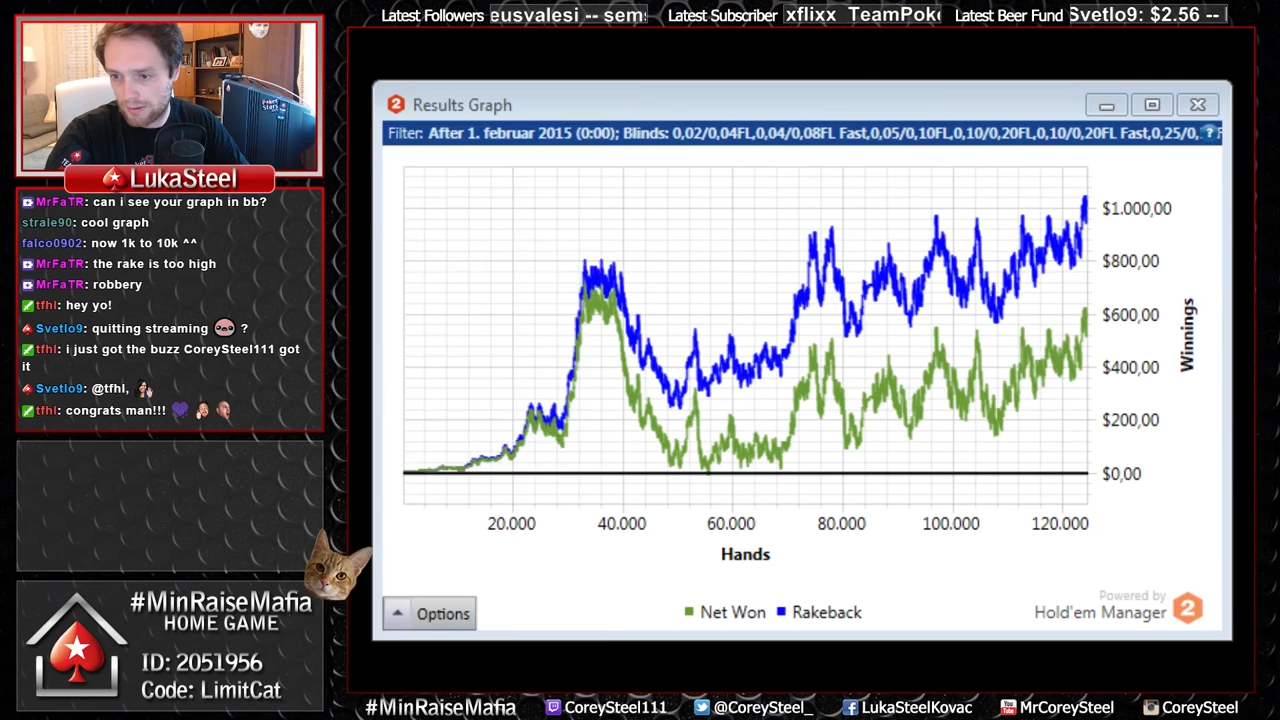 Latest Followers eusvalesi -- sem Latest Subscriber xflixx_TeamPok Latest Beer Fund Svetlo9: $2.56 --
LukaSteel
MrFaTR: can i see your graph in bb?
strale90: cool graph
falco0902: now 1k to 10k ^^
MrFaTR: the rake is too high
MrFaTR: robbery
tfhl: hey yo!
Svetlo9: quitting streaming ?
tfhl: i just got the buzz CoreySteel111 got
it
Svetlo9: @tfhl,
tfhl: congrats man!!!
#MinRaiseMafia
HOME GAME
ID: 2051956
Code: LimitCat
2 Results Graph
Filter: After 1. februar 2015 (0:00); Blinds: 0,02/0,04FL,0,04/0,08FL Fast,0,05/0,10FL,0,10/0,20FL,0,10/0,20FL Fast,0,25/0, ?
$1.000,00
$800,00
$600,00
$400,00
$200,00
$0,00
Winnings
20.000 40.000 60.000 80.000 100.000 120.000
Hands
Options
Net Won Rakeback
Powered by
Hold'em Manager 2
#MinRaiseMafia CoreySteel111 @CoreySteel_ LukaSteelKovac MrCoreySteel CoreySteel